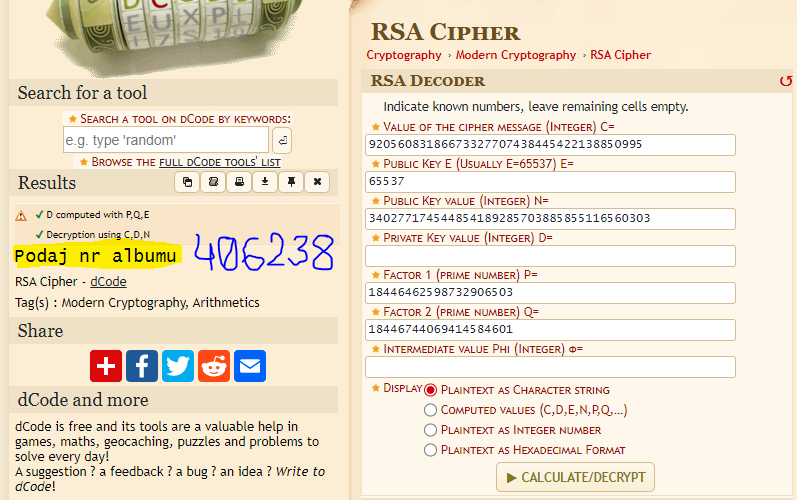 EUXPL
Search for a tool
★ Search a tool on dCode by keywords:
e.g. type 'random'
★ Browse the full dCode tools' list
Results
✓ D computed with P,Q,E
✓ Decryption using C,D,N
Podaj nr albumu 406238
RSA Cipher - dCode
Tag(s) : Modern Cryptography, Arithmetics
Share
dCode and more
dCode is free and its tools are a valuable help in
games, maths, geocaching, puzzles and problems to
solve every day!
A suggestion ? a feedback ? a bug ? an idea ? Write to
dCode!
RSA Cipher
Cryptography › Modern Cryptography › RSA Cipher
RSA Decoder
Indicate known numbers, leave remaining cells empty.
★ Value of the cipher message (Integer) C=
92056083186673327707438445422138850995
★ Public Key E (Usually E=65537) E=
65537
★ Public Key value (Integer) N=
340277174544854189285703885855116560303
★ Private Key value (Integer) D=
★ Factor 1 (prime number) P=
18446462598732906503
★ Factor 2 (prime number) Q=
18446744069414584601
★ Intermediate value Phi (Integer) Φ=
★ Display Plaintext as Character string
Computed values (C,D,E,N,P,Q,...)
Plaintext as Integer number
Plaintext as Hexadecimal Format
▶ CALCULATE/DECRYPT